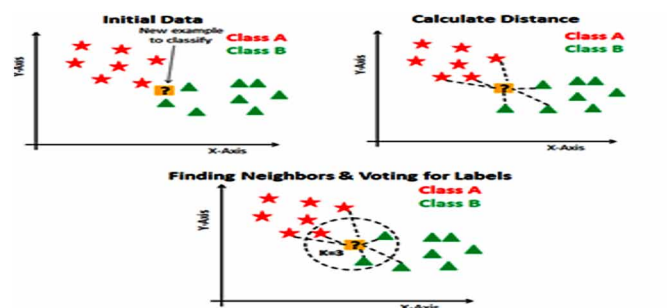 Initial Data
New example
to classify
Class A
Class B
?
Y-Axis
X-Axis
Calculate Distance
Class A
Class B
?
Y-Axis
X-Axis
Finding Neighbors & Voting for Labels
Class A
Class B
?
K=3
Y-Axis
X-Axis